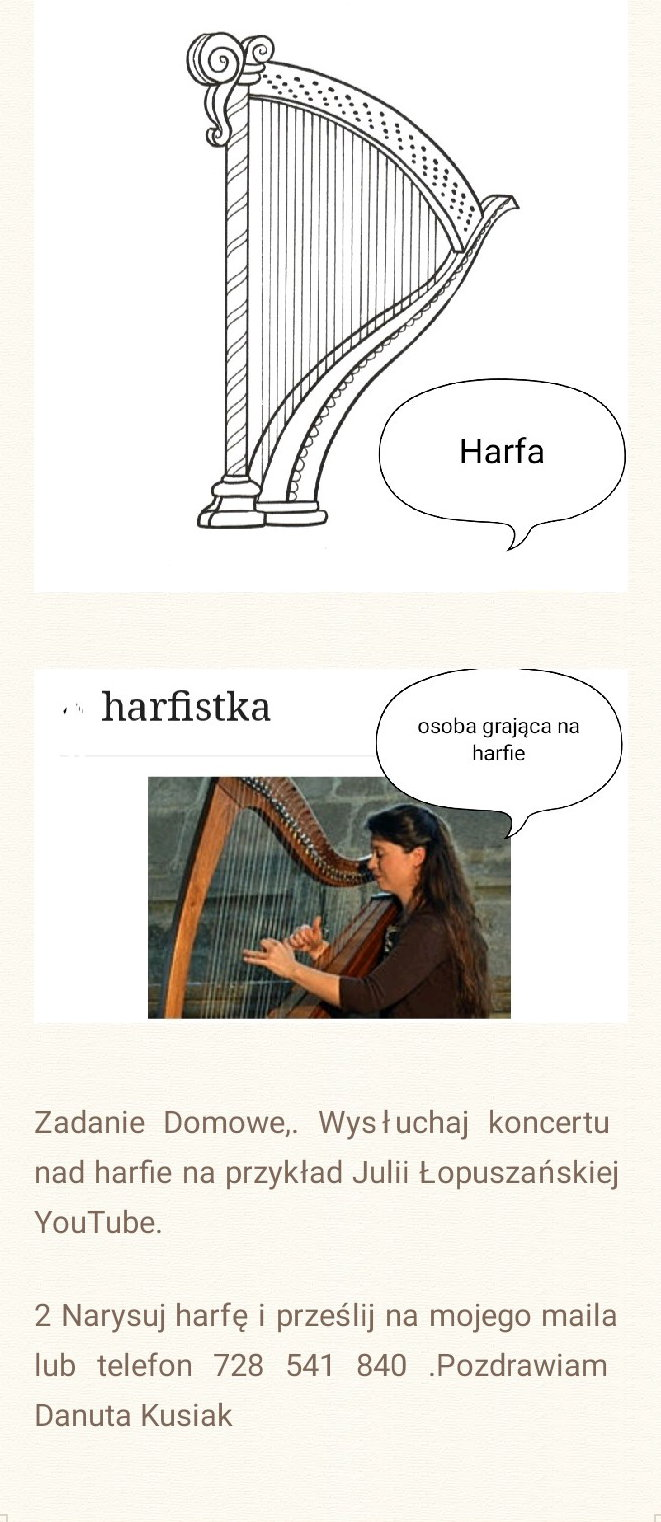 Harfa
harfistka
osoba grająca na
harfie
Zadanie Domowe,. Wysłuchaj koncertu
nad harfie na przykład Julii Łopuszańskiej
YouTube.
2 Narysuj harfę i prześlij na mojego maila
lub telefon 728 541 840 .Pozdrawiam
Danuta Kusiak